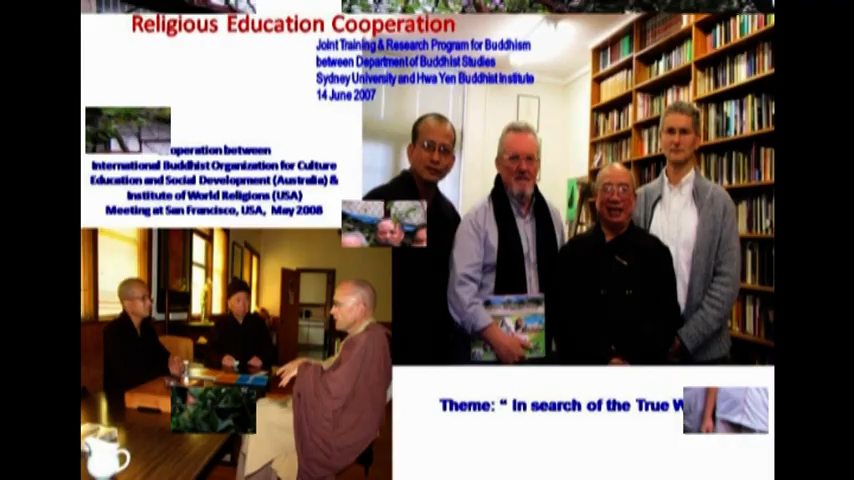 Religious Education Cooperation
Joint Training & Research Program for Buddhism
between Department of Buddhist Studies
Sydney University and Hwa Yen Buddhist Institute
14 June 2007
operation between
International Buddhist Organization for Culture
Education and Social Development (Australia) &
Institute of World Religions (USA)
Meeting at San Francisco, USA, May 2008
Theme: “ In search of the True